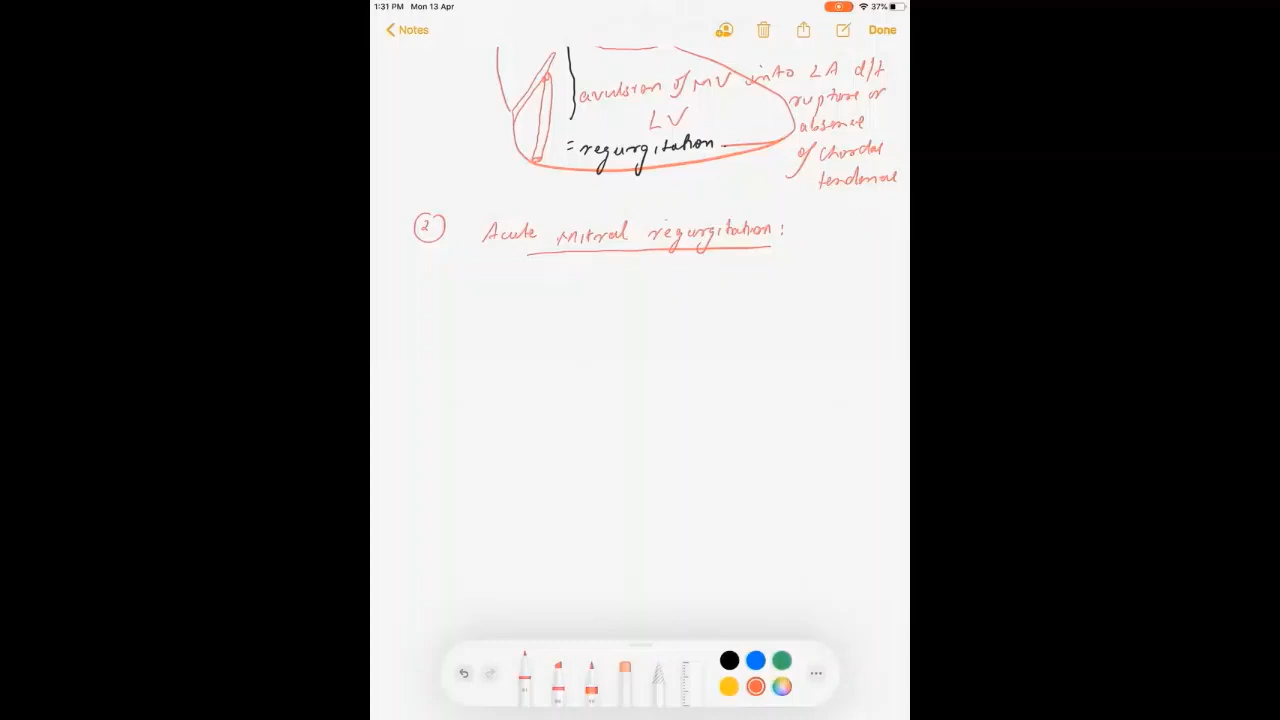 1:31 PM Mon 13 Apr
37%
Notes
Done
avulsion of MV into LA d/t
rupture or
LV
absence
= regurgitation
of chordae
tendenae
2
Acute Mitral regurgitation: